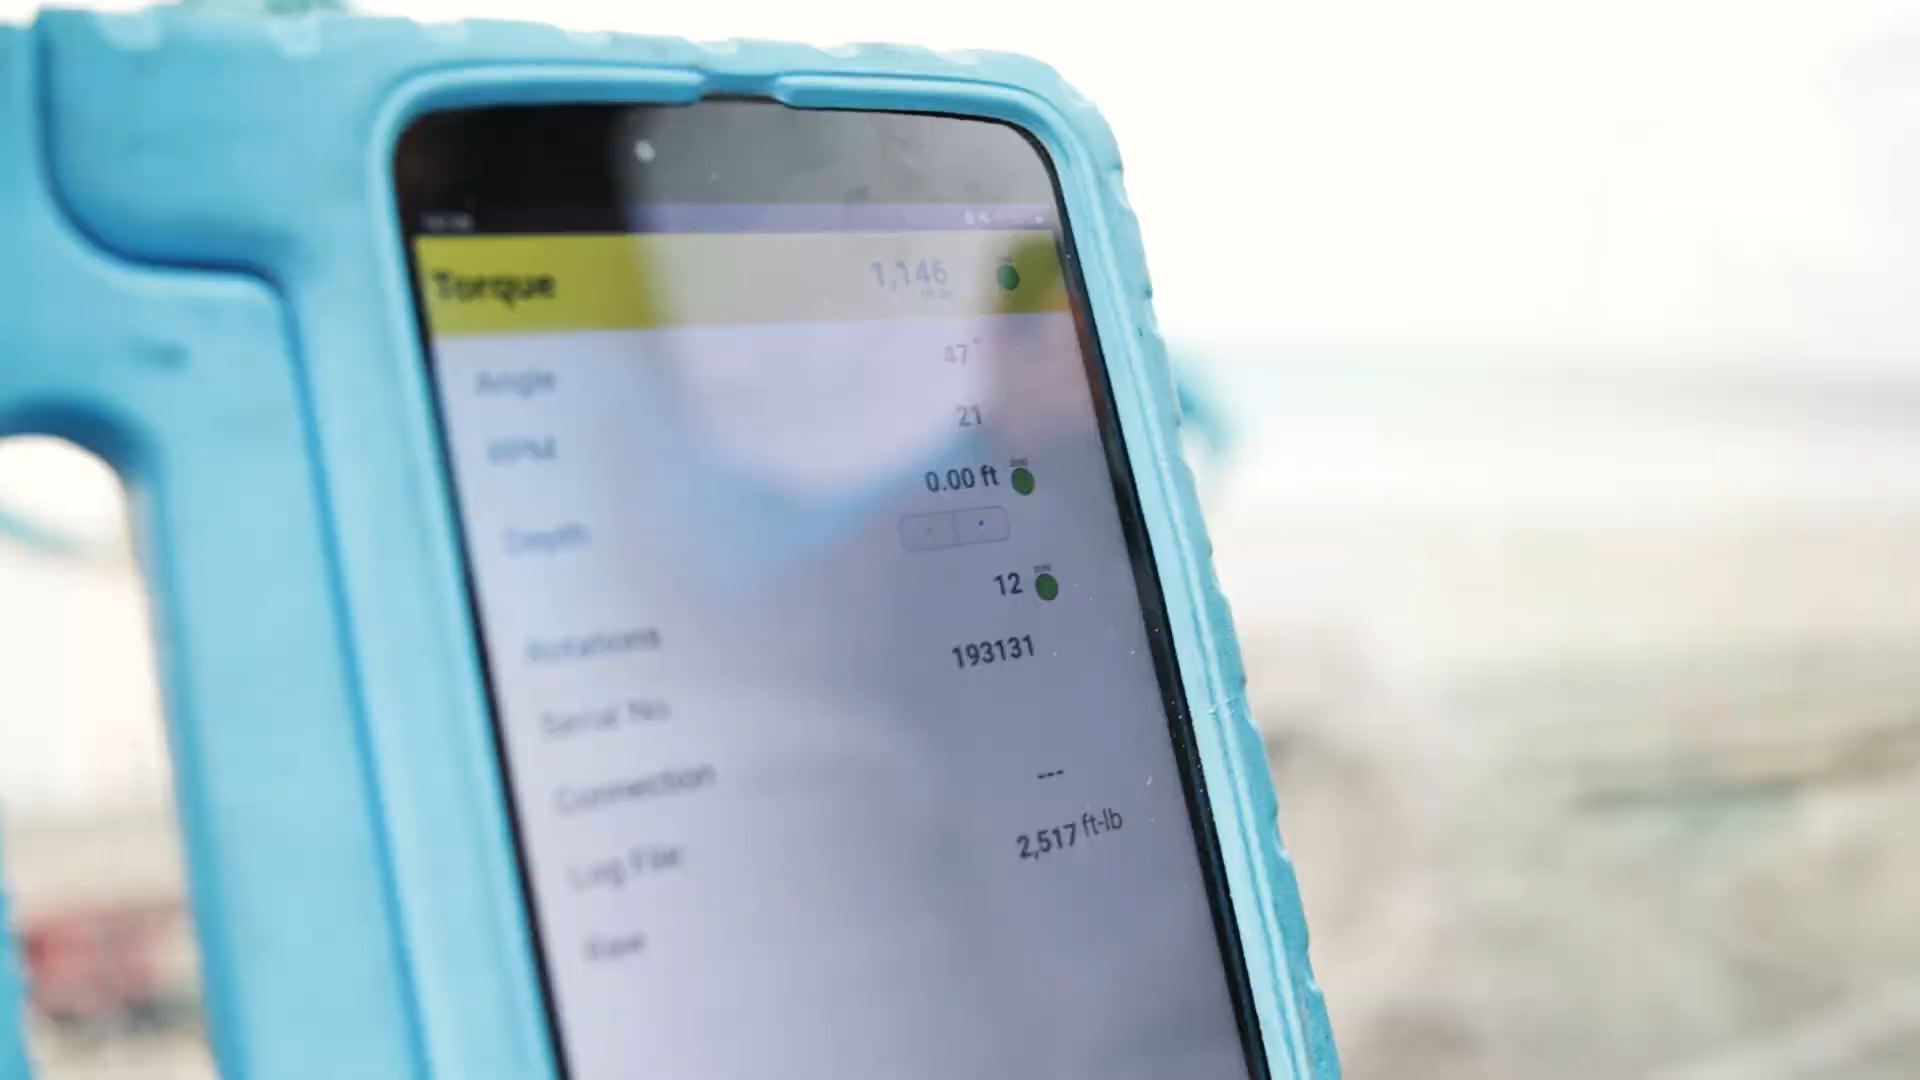 Torque 1,146
Angle 47°
RPM 21
Depth 0.00 ft
- 
Rotations 12
Serial No. 193131
Connection
Log File ---
Raw 2,517 ft-lb